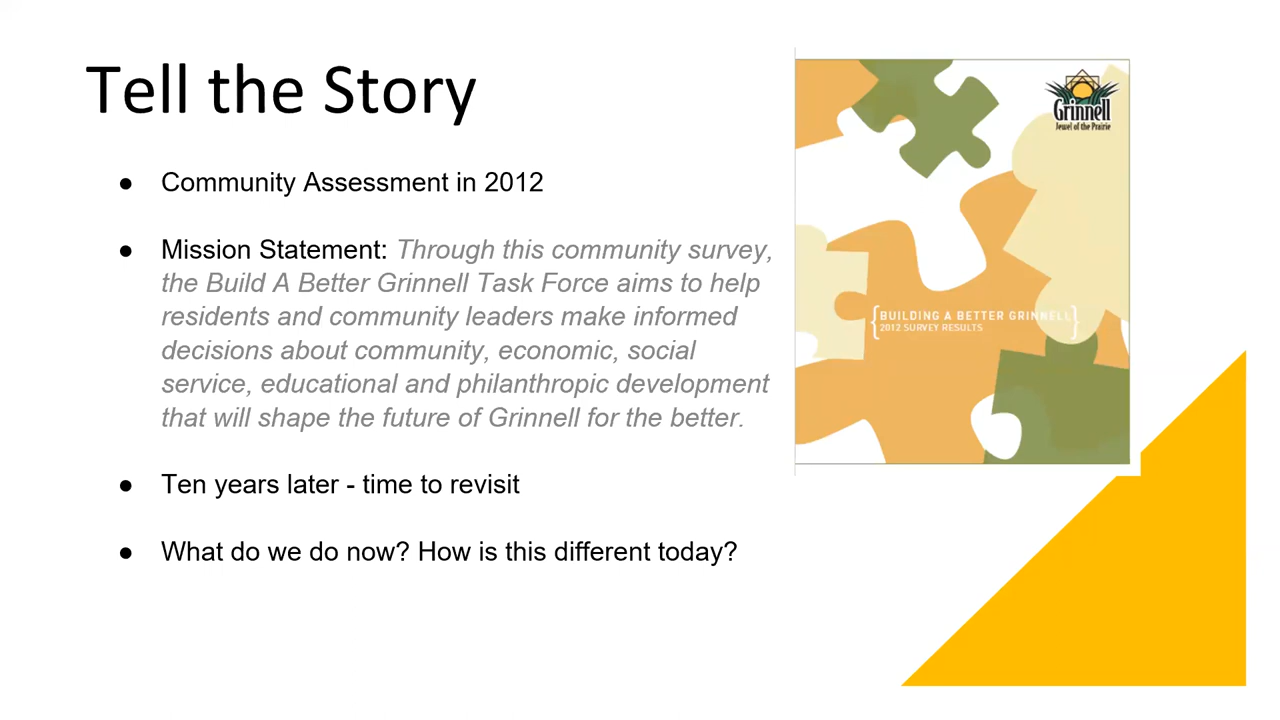 Tell the Story
● Community Assessment in 2012
● Mission Statement: Through this community survey,
the Build A Better Grinnell Task Force aims to help
residents and community leaders make informed
decisions about community, economic, social
service, educational and philanthropic development
that will shape the future of Grinnell for the better.
● Ten years later - time to revisit
● What do we do now? How is this different today?
Grinnell
Jewel of the Prairie
{BUILDING A BETTER GRINNELL}
2012 SURVEY RESULTS